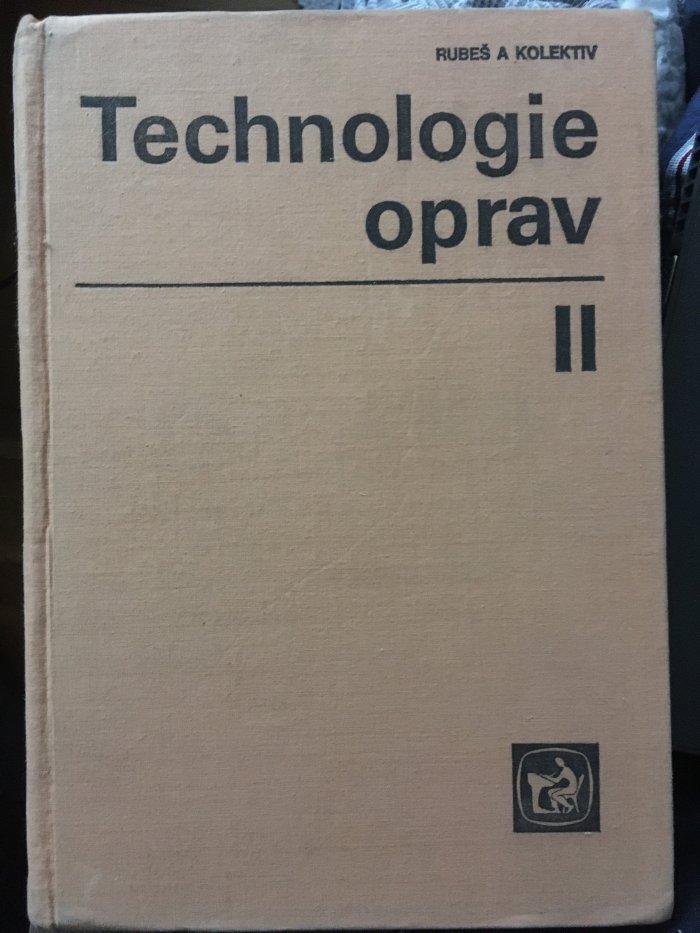 RUBEŠ A KOLEKTIV
Technologie
oprav
II